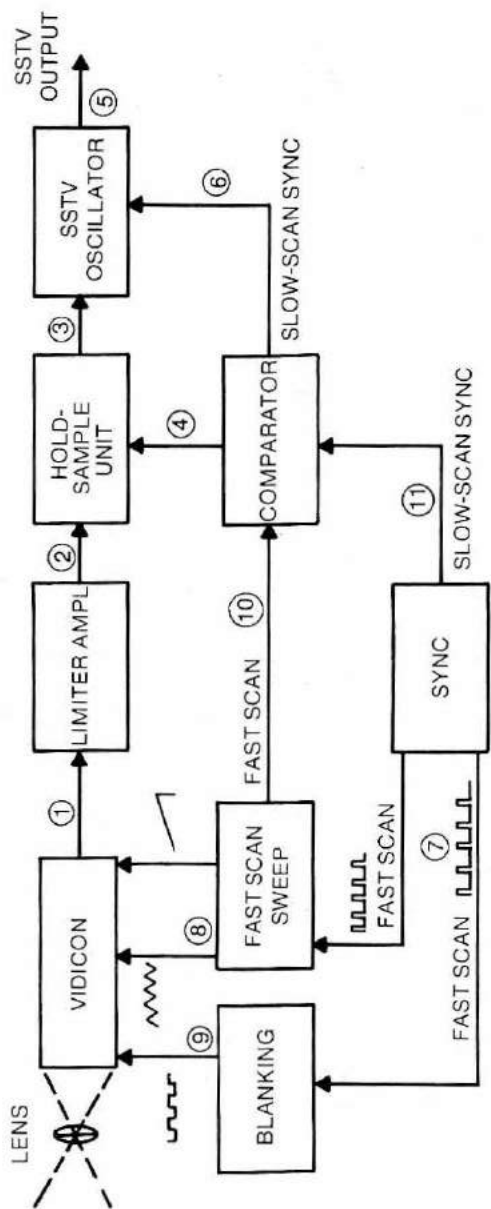 LENS
VIDICON
①
LIMITER AMPL
②
HOLD-
SAMPLE
UNIT
③
SSTV
OSCILLATOR
⑤
SSTV
OUTPUT
⑨
⑧
④
⑥
BLANKING
FAST SCAN
SWEEP
FAST SCAN
⑩
COMPARATOR
SLOW-SCAN SYNC
FAST SCAN
FAST SCAN
⑦
SYNC
⑪
SLOW-SCAN SYNC